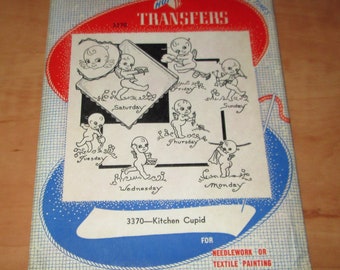 TRANSFERS
Saturday
Friday
Sunday
Tuesday
Thursday
Wednesday
Monday
3370—Kitchen Cupid
FOR
NEEDLEWORK OR
TEXTILE PAINTING